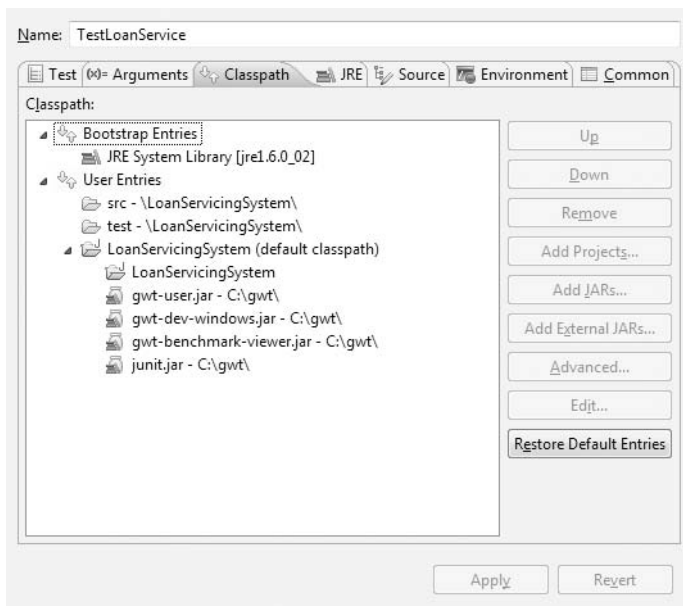 Name: TestLoanService
Test (x)= Arguments Classpath JRE Source Environment Common
Classpath:
Bootstrap Entries
JRE System Library [jre1.6.0_02]
User Entries
src - \LoanServicingSystem\
test - \LoanServicingSystem\
LoanServicingSystem (default classpath)
LoanServicingSystem
gwt-user.jar - C:\gwt\
gwt-dev-windows.jar - C:\gwt\
gwt-benchmark-viewer.jar - C:\gwt\
junit.jar - C:\gwt\
Up
Down
Remove
Add Projects...
Add JARs...
Add External JARs...
Advanced...
Edit...
Restore Default Entries
Apply Revert